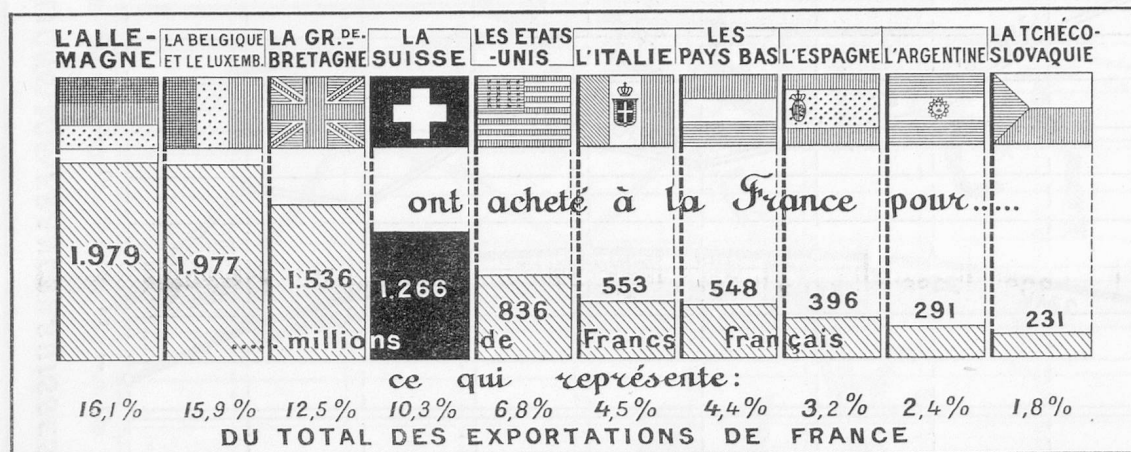 L'ALLE-
MAGNE
LA BELGIQUE
ET LE LUXEMB.
LA GR.DE-
BRETAGNE
LA
SUISSE
LES ETATS
-UNIS
L'ITALIE
LES
PAYS BAS
L'ESPAGNE
L'ARGENTINE
LA TCHÉCO-
SLOVAQUIE
ont acheté à la France pour.....
1.979
1.977
1.536
1.266
836
553
548
396
291
231
..... millions de Francs français
ce qui représente:
16,1% 15,9% 12,5% 10,3% 6,8% 4,5% 4,4% 3,2% 2,4% 1,8%
DU TOTAL DES EXPORTATIONS DE FRANCE